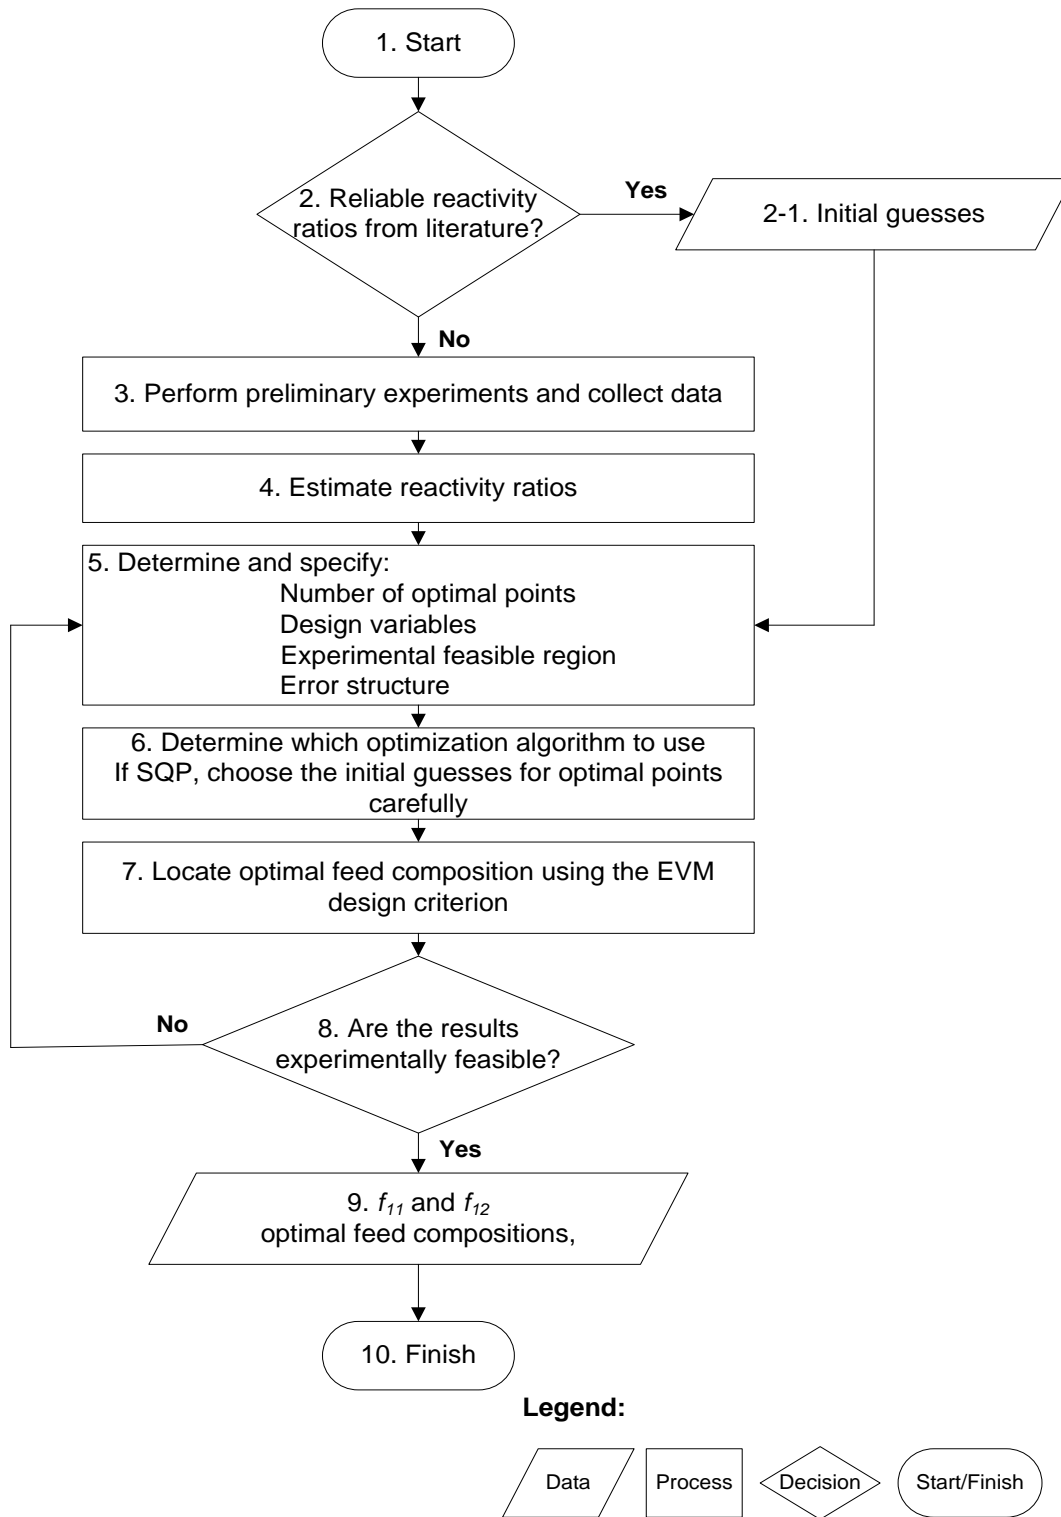 1. Start
2. Reliable reactivity
ratios from literature?
Yes
2-1. Initial guesses
No
3. Perform preliminary experiments and collect data
4. Estimate reactivity ratios
5. Determine and specify:
Number of optimal points
Design variables
Experimental feasible region
Error structure
6. Determine which optimization algorithm to use
If SQP, choose the initial guesses for optimal points
carefully
7. Locate optimal feed composition using the EVM
design criterion
No
8. Are the results
experimentally feasible?
Yes
9. f11 and f12
optimal feed compositions,
10. Finish
Legend:
Data
Process
Decision
Start/Finish